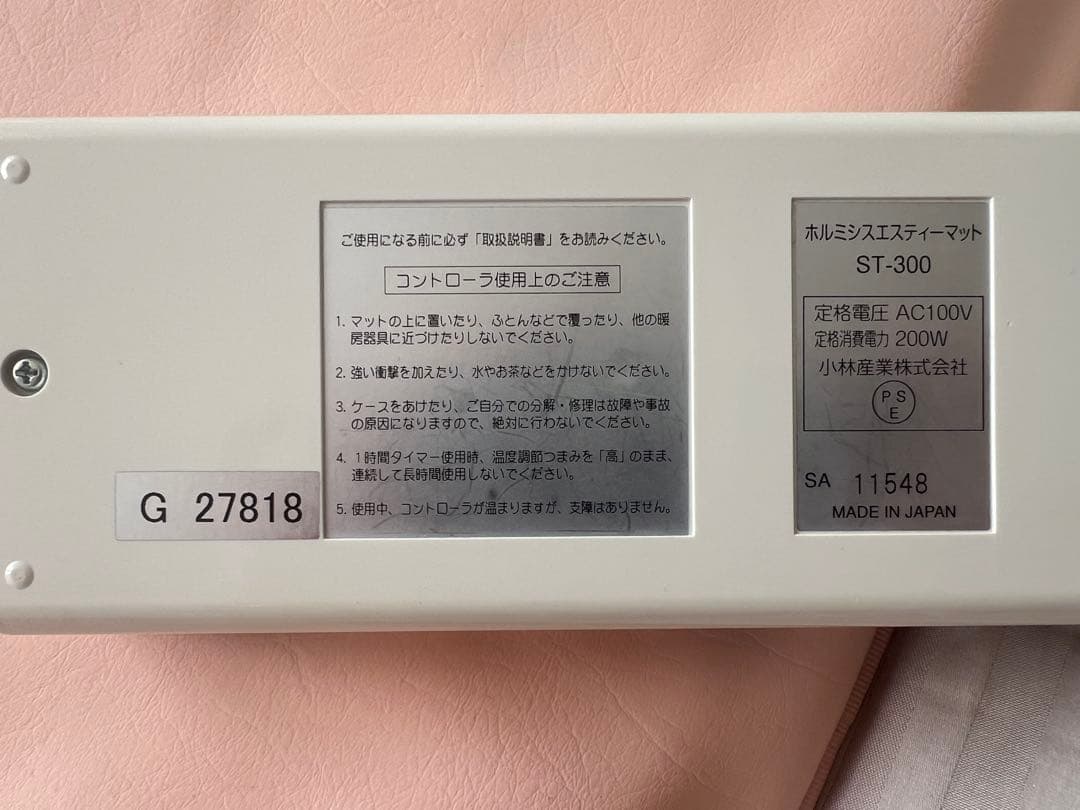 ご使用になる前に必ず「取扱説明書」をお読みください。
コントローラ使用上のご注意
1. マットの上に置いたり、ふとんなどで覆ったり、他の暖
房器具に近づけたりしないでください。
2. 強い衝撃を加えたり、水やお茶などをかけないでください。
3. ケースをあけたり、ご自分での分解・修理は故障や事故
の原因になりますので、絶対に行わないでください。
4. 1時間タイマー使用時、温度調節つまみを「高」のまま、
連続して長時間使用しないでください。
5. 使用中、コントローラが温まりますが、支障はありません。
G 27818
ホルミシスエスティーマット
ST-300
定格電圧 AC100V
定格消費電力 200W
小林産業株式会社
PSE
SA 11548
MADE IN JAPAN